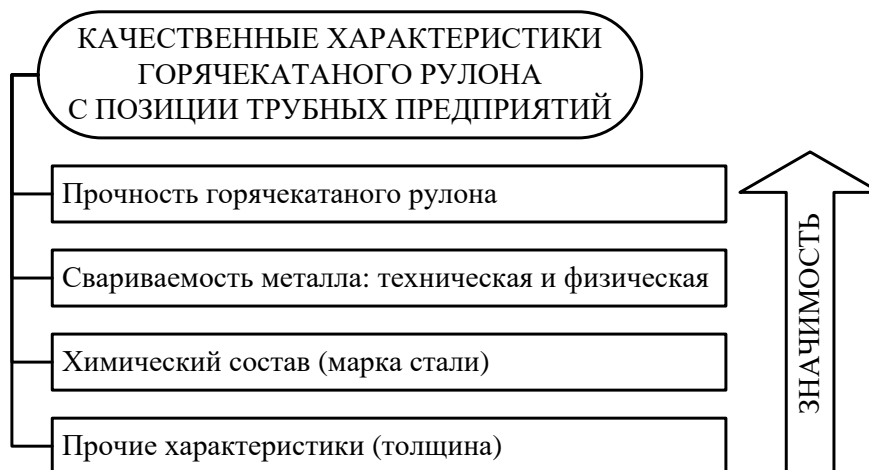 КАЧЕСТВЕННЫЕ ХАРАКТЕРИСТИКИ
ГОРЯЧЕКАТАНОГО РУЛОНА
С ПОЗИЦИИ ТРУБНЫХ ПРЕДПРИЯТИЙ
Прочность горячекатаного рулона
Свариваемость металла: техническая и физическая
Химический состав (марка стали)
Прочие характеристики (толщина)
ЗНАЧИМОСТЬ